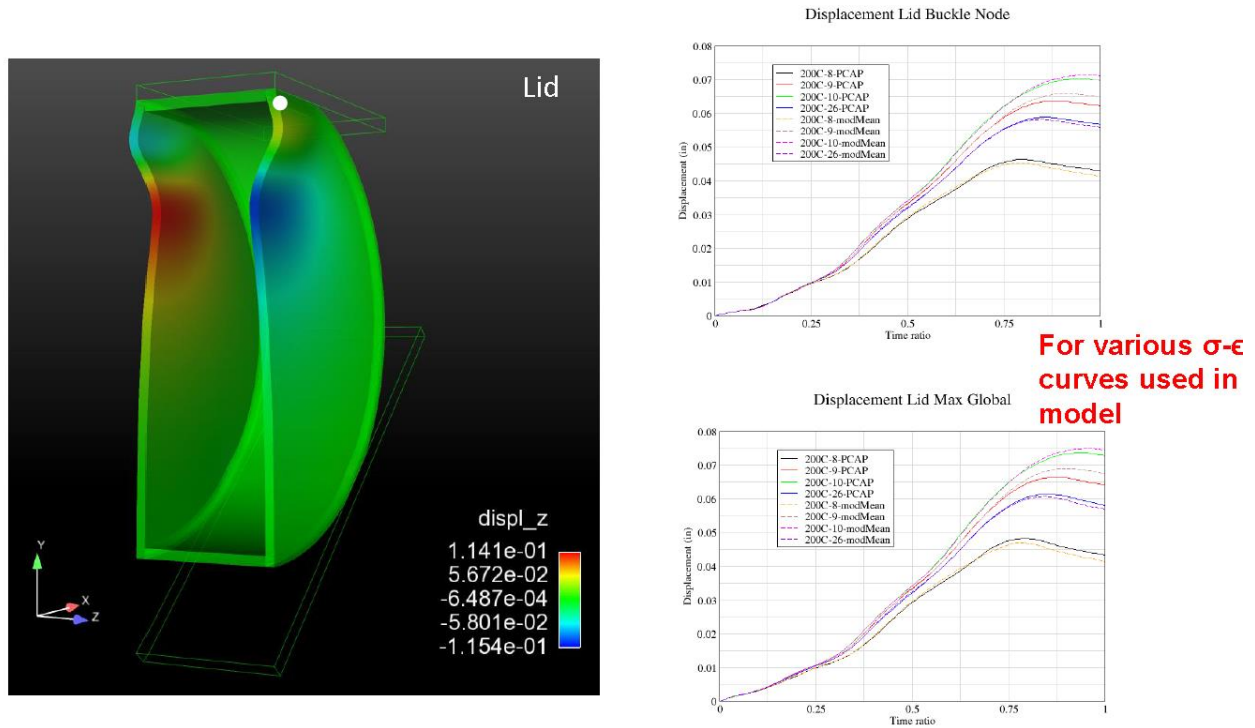 Lid
displ_z
1.141e-01
5.672e-02
-6.487e-04
-5.801e-02
-1.154e-01
Y
X
Z
Displacement Lid Buckle Node
0.08
0.07
0.06
0.05
0.04
0.03
0.02
0.01
0
Displacement (in)
200C-8-PCAP
200C-9-PCAP
200C-10-PCAP
200C-26-PCAP
200C-8-modMean
200C-9-modMean
200C-10-modMean
200C-26-modMean
0 0.25 0.5 0.75 1
Time ratio
For various σ-ϵ
curves used in
model
Displacement Lid Max Global
0.08
0.07
0.06
0.05
0.04
0.03
0.02
0.01
0
Displacement (in)
200C-8-PCAP
200C-9-PCAP
200C-10-PCAP
200C-26-PCAP
200C-8-modMean
200C-9-modMean
200C-10-modMean
200C-26-modMean
0 0.25 0.5 0.75 1
Time ratio